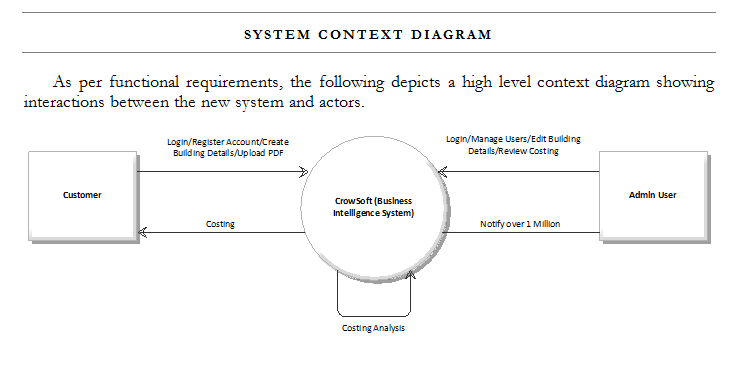 SYSTEM CONTEXT DIAGRAM
As per functional requirements, the following depicts a high level context diagram showing
interactions between the new system and actors.
Login/Register Account/Create
Building Details/Upload PDF
Login/Manage Users/Edit Building
Details/Review Costing
Customer
CrowSoft (Business
Intelligence System)
Admin User
Costing
Notify over 1 Million
Costing Analysis